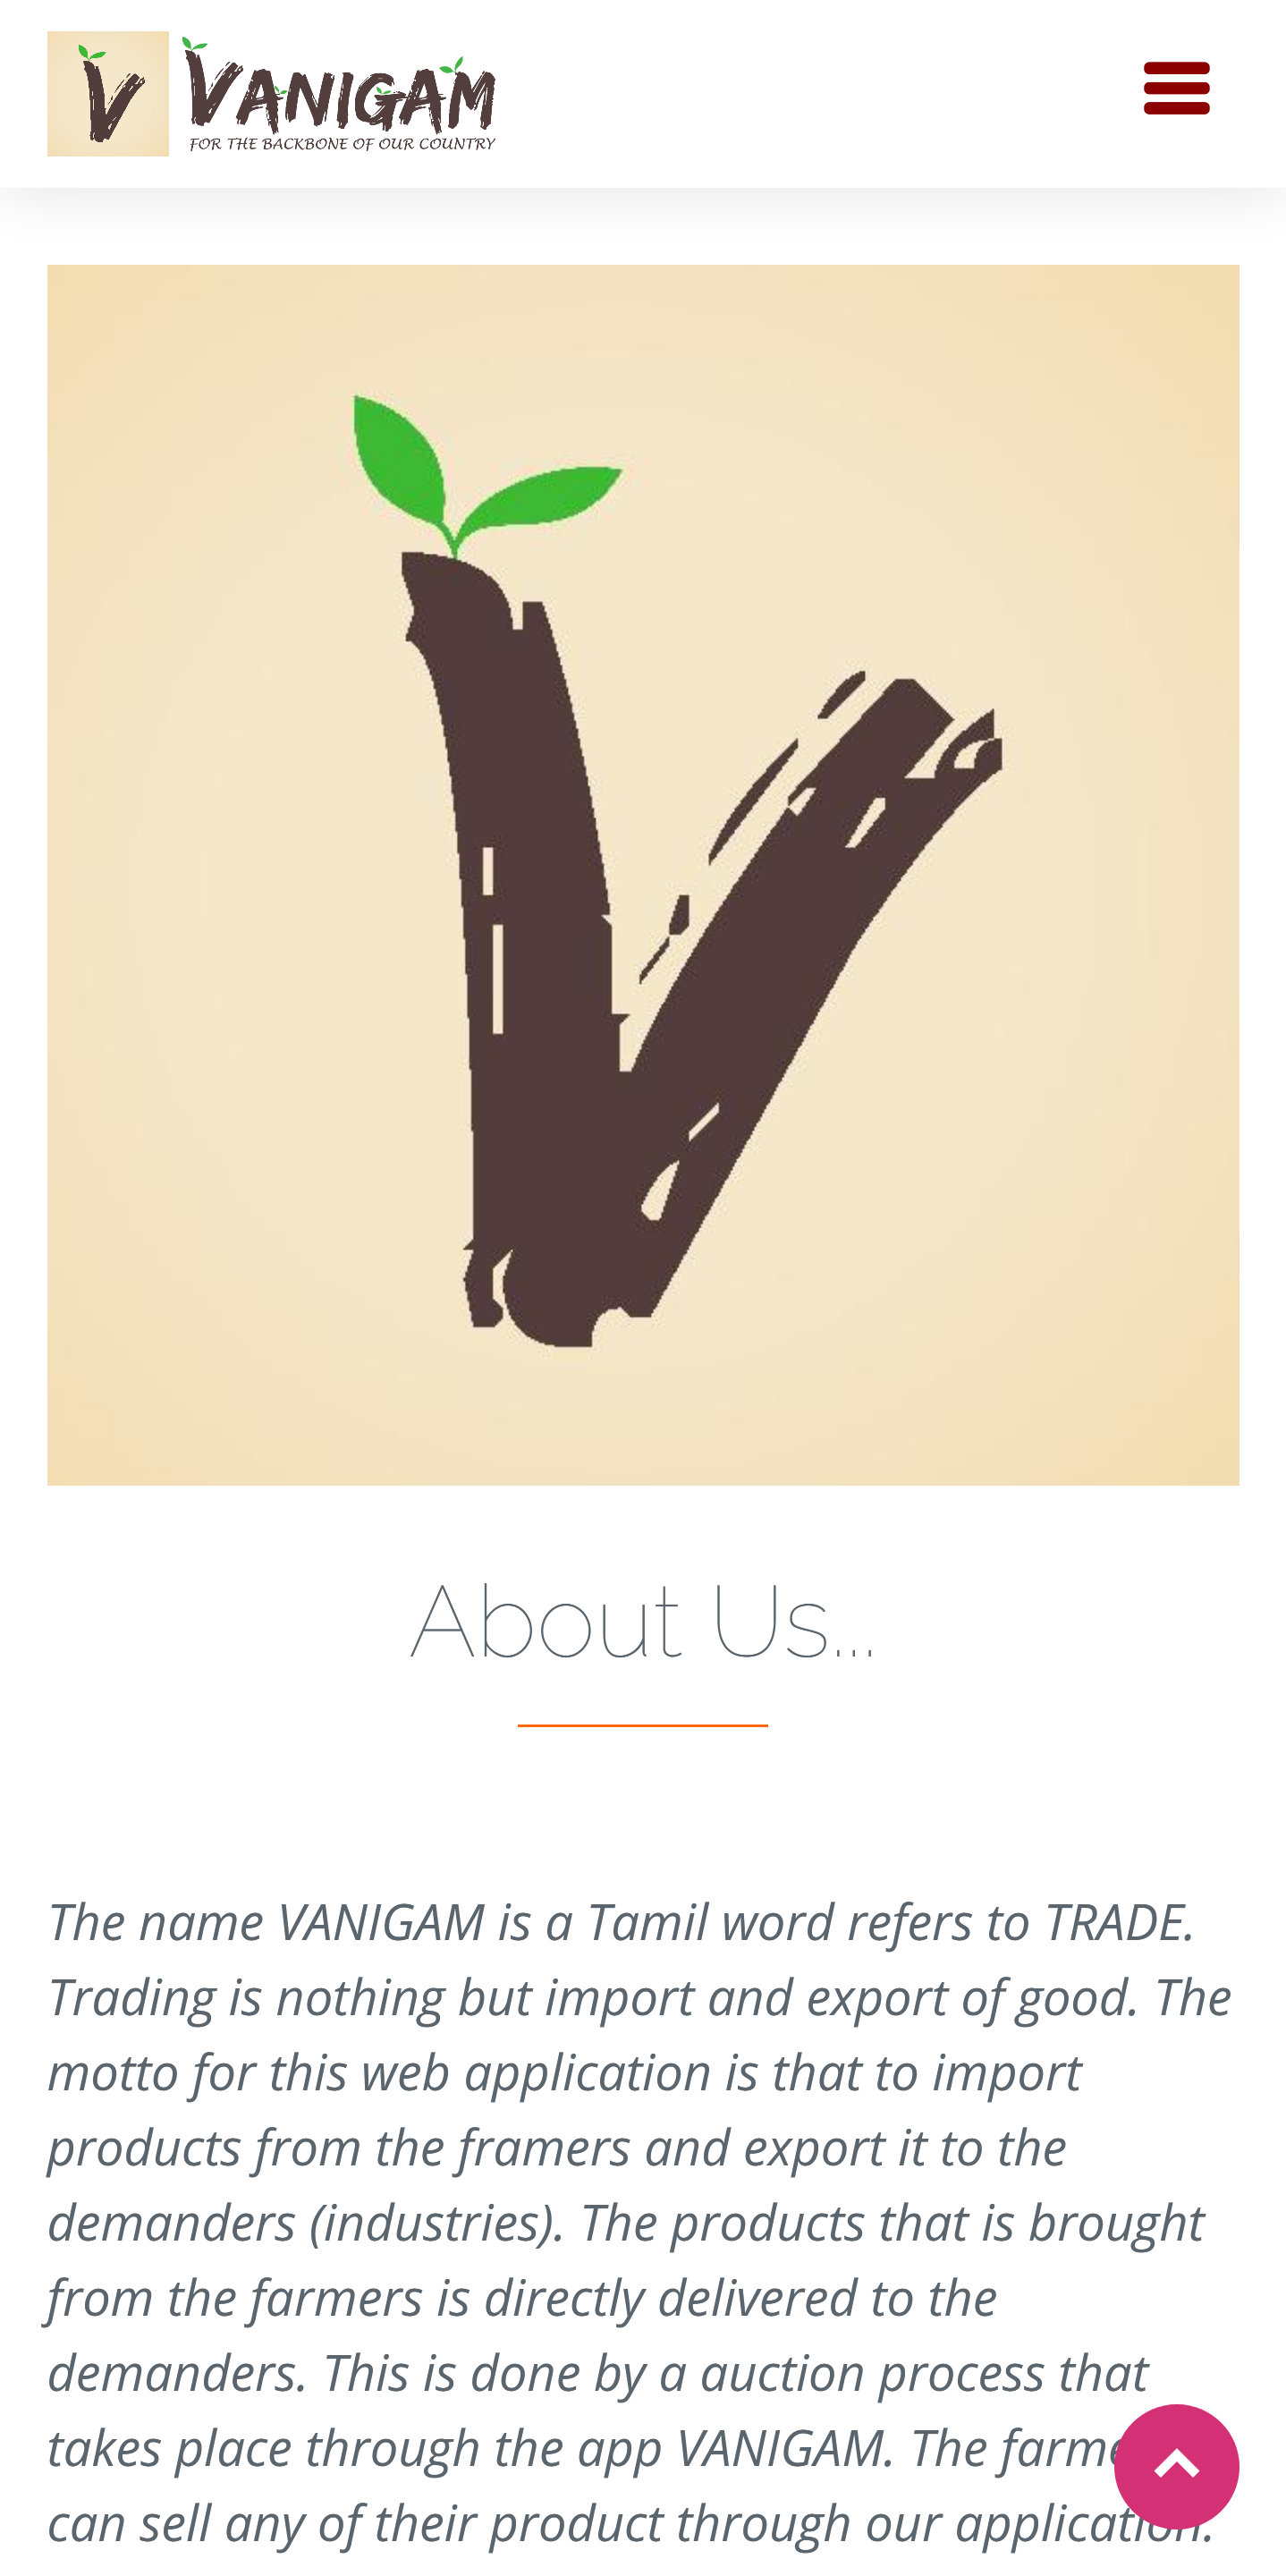 V VANIGAM
FOR THE BACKBONE OF OUR COUNTRY
V
About Us...
The name VANIGAM is a Tamil word refers to TRADE.
Trading is nothing but import and export of good. The
motto for this web application is that to import
products from the framers and export it to the
demanders (industries). The products that is brought
from the farmers is directly delivered to the
demanders. This is done by a auction process that
takes place through the app VANIGAM. The
can sell any of their product through our application.